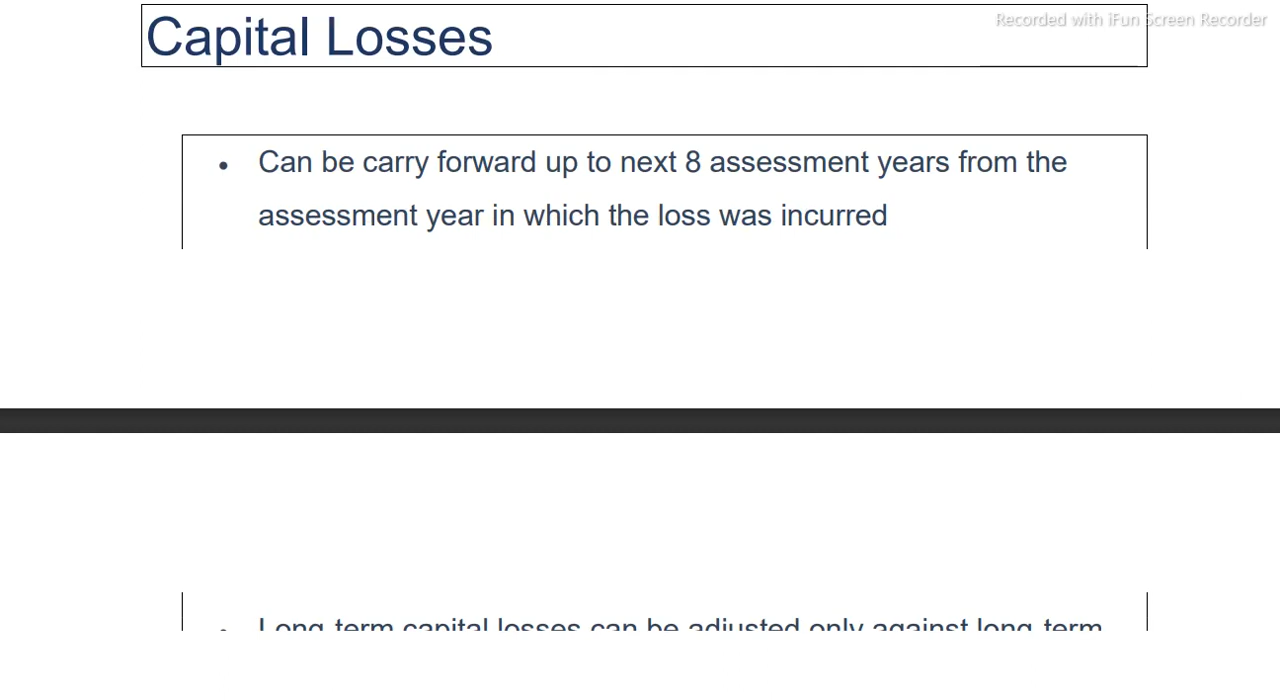 Recorded with iFun Screen Recorder
Capital Losses
• Can be carry forward up to next 8 assessment years from the
assessment year in which the loss was incurred
Long-term capital losses can be adjusted only against long-term